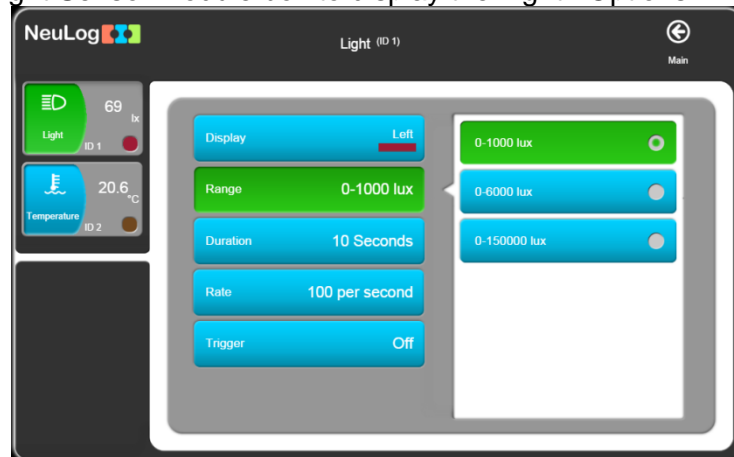 NeuLog
Light (ID 1)
Main
69
lx
Light
ID 1
20.6
°C
Temperature
ID 2
Display Left
Range 0-1000 lux
Duration 10 Seconds
Rate 100 per second
Trigger Off
0-1000 lux
0-6000 lux
0-150000 lux